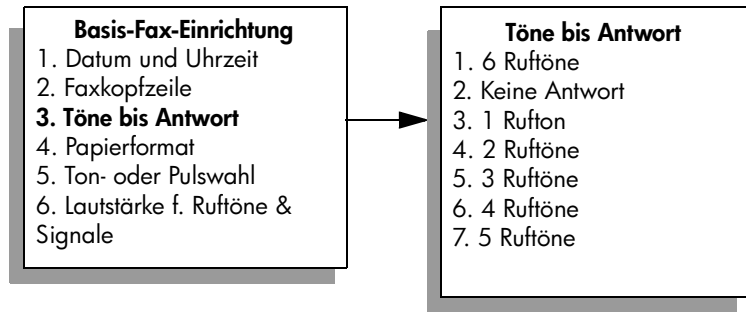 Basis-Fax-Einrichtung
1. Datum und Uhrzeit
2. Faxkopfzeile
3. Töne bis Antwort
4. Papierformat
5. Ton- oder Pulswahl
6. Lautstärke f. Ruftöne &
Signale
Töne bis Antwort
1. 6 Ruftöne
2. Keine Antwort
3. 1 Rufton
4. 2 Ruftöne
5. 3 Ruftöne
6. 4 Ruftöne
7. 5 Ruftöne